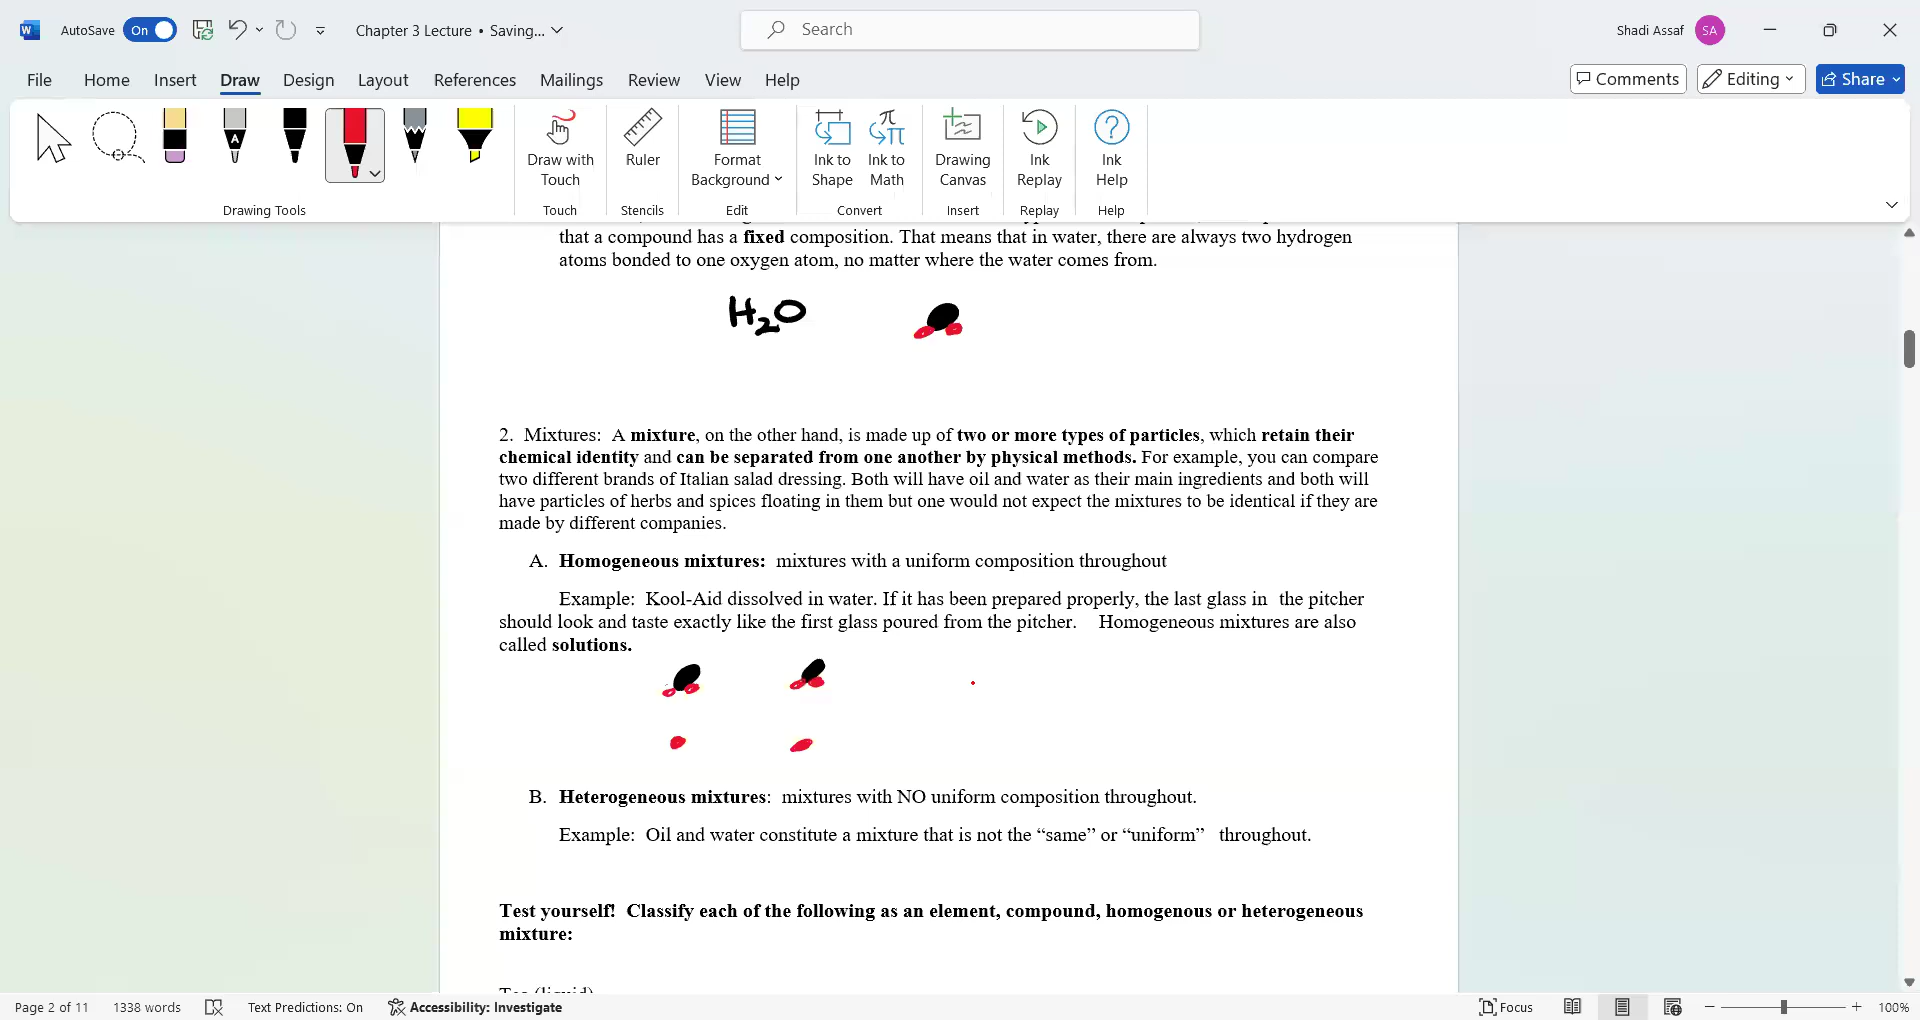 AutoSave On Chapter 3 Lecture • Saving... Search Shadi Assaf SA
File Home Insert Draw Design Layout References Mailings Review View Help Comments Editing Share
Draw with Touch
Ruler
Format Background
Ink to Shape
Ink to Math
Drawing Canvas
Ink Replay
Ink Help
Drawing Tools Touch Stencils Edit Convert Insert Replay Help
that a compound has a fixed composition. That means that in water, there are always two hydrogen
atoms bonded to one oxygen atom, no matter where the water comes from.
H2O
2. Mixtures: A mixture, on the other hand, is made up of two or more types of particles, which retain their
chemical identity and can be separated from one another by physical methods. For example, you can compare
two different brands of Italian salad dressing. Both will have oil and water as their main ingredients and both will
have particles of herbs and spices floating in them but one would not expect the mixtures to be identical if they are
made by different companies.
A. Homogeneous mixtures: mixtures with a uniform composition throughout
Example: Kool-Aid dissolved in water. If it has been prepared properly, the last glass in the pitcher
should look and taste exactly like the first glass poured from the pitcher. Homogeneous mixtures are also
called solutions.
B. Heterogeneous mixtures: mixtures with NO uniform composition throughout.
Example: Oil and water constitute a mixture that is not the “same” or “uniform” throughout.
Test yourself! Classify each of the following as an element, compound, homogenous or heterogeneous
mixture:
Tea (liquid)
Page 2 of 11 1338 words Text Predictions: On Accessibility: Investigate Focus 100%